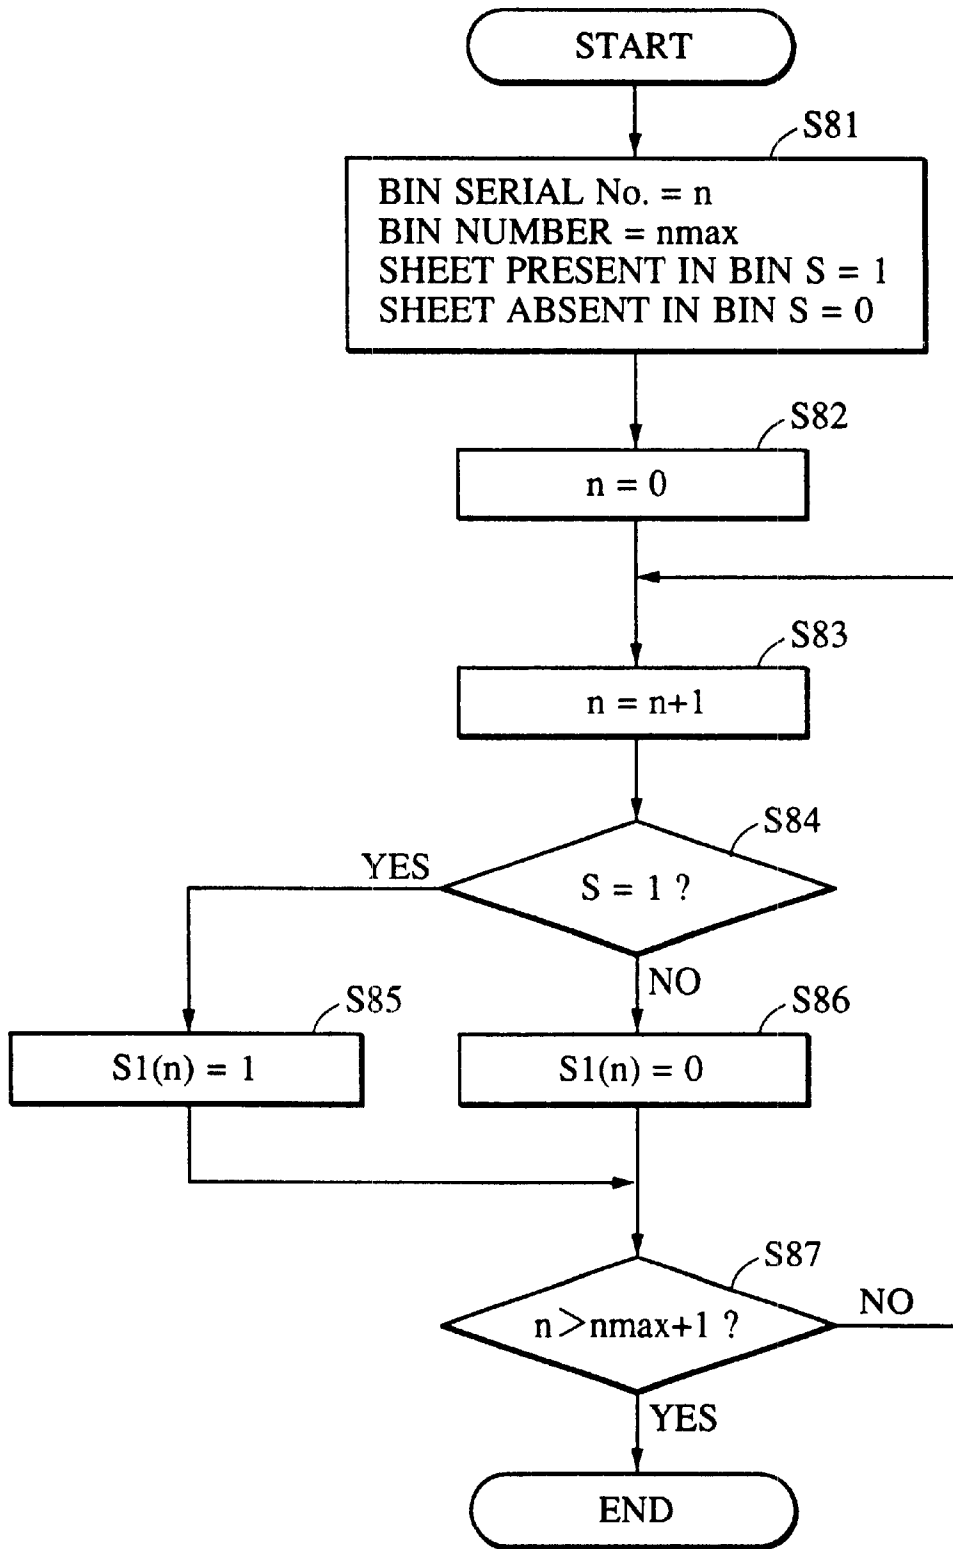 START
S81
BIN SERIAL No. = n
BIN NUMBER = nmax
SHEET PRESENT IN BIN S = 1
SHEET ABSENT IN BIN S = 0
S82
n = 0
S83
n = n+1
S84
YES
S = 1 ?
NO
S85
S86
S1(n) = 1
S1(n) = 0
S87
NO
n>nmax+1 ?
YES
END